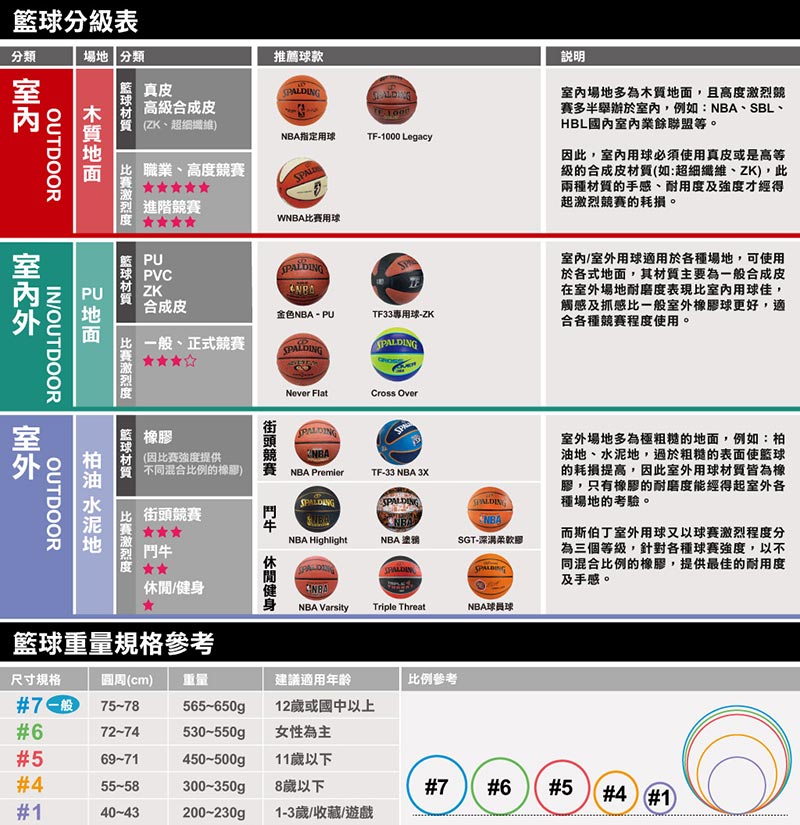 籃球分級表
分類 場地 分類 推薦球款 説明
室內 OUTDOOR
木質地面
籃球材質
真皮
高級合成皮
(ZK、超細纖維)
比賽激烈度
職業、高度競賽
★★★★★
進階競賽
★★★★
SPALDING
SPALDING
TF-1000
NBA指定用球 TF-1000 Legacy
SPALDING
WNBA比賽用球
室內場地多為木質地面，且高度激烈競
賽多半舉辦於室內，例如：NBA、SBL、
HBL國內室內業餘聯盟等。
因此，室內用球必須使用真皮或是高等
級的合成皮材質(如:超細纖維、ZK)，此
兩種材質的手感、耐用度及強度才經得
起激烈競賽的耗損。
室內外 IN/OUTDOOR
PU地面
籃球材質
PU
PVC
ZK
合成皮
比賽激烈度
一般、正式競賽
★★★☆
SPALDING
NBA
金色NBA - PU TF33專用球-ZK
SPALDING
SPALDING
CROSS OVER
Never Flat Cross Over
室內/室外用球適用於各種場地，可使用
於各式地面，其材質主要為一般合成皮
在室外場地耐磨度表現比室內用球佳，
觸感及抓感比一般室外橡膠球更好，適
合各種競賽程度使用。
室外 OUTDOOR
柏油 水泥地
籃球材質
橡膠
(因比賽強度提供
不同混合比例的橡膠)
比賽激烈度
街頭競賽
★★★
鬥牛
★★
休閒/健身
★
街頭競賽
SPALDING
NBA
NBA Premier TF-33 NBA 3X
鬥牛
SPALDING
NBA
SPALDING
NBA
SPALDING
NBA
NBA Highlight NBA 塗鴉 SGT-深溝柔軟膠
休閒健身
SPALDING
NBA
SPALDING
TRIPLE THREAT
SPALDING
NBA Varsity Triple Threat NBA球員球
室外場地多為極粗糙的地面，例如：柏
油地、水泥地，過於粗糙的表面使籃球
的耗損提高，因此室外用球材質皆為橡
膠，只有橡膠的耐磨度能經得起室外各
種場地的考驗。
而斯伯丁室外用球又以球賽激烈程度分
為三個等級，針對各種球賽強度，以不
同混合比例的橡膠，提供最佳的耐用度
及手感。
籃球重量規格參考
尺寸規格 圓周(cm) 重量 建議適用年齡 比例參考
#7 一般 75~78 565~650g 12歲或國中以上
#6 72~74 530~550g 女性為主
#5 69~71 450~500g 11歲以下
#4 55~58 300~350g 8歲以下
#1 40~43 200~230g 1-3歲/收藏/遊戲
#7 #6 #5 #4 #1